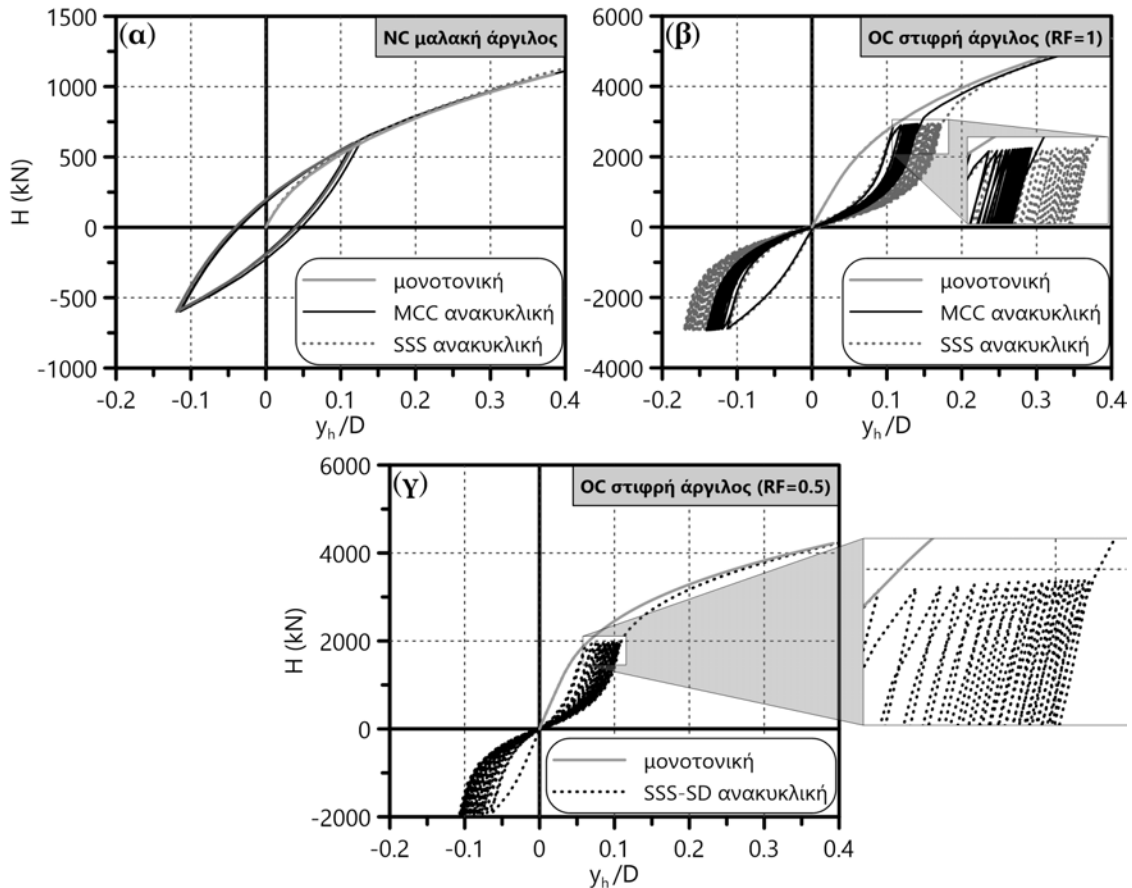 (α)
NC μαλακή άργιλος
H (kN)
1500
1000
500
0
-500
-1000
-0.2 -0.1 0 0.1 0.2 0.3 0.4
y_h/D
μονοτονική
MCC ανακυκλική
SSS ανακυκλική
(β)
OC στιφρή άργιλος (RF=1)
6000
4000
2000
0
-2000
-4000
-0.2 -0.1 0 0.1 0.2 0.3 0.4
y_h/D
μονοτονική
MCC ανακυκλική
SSS ανακυκλική
(γ)
OC στιφρή άργιλος (RF=0.5)
H (kN)
6000
4000
2000
0
-2000
-0.2 -0.1 0 0.1 0.2 0.3 0.4
y_h/D
μονοτονική
SSS-SD ανακυκλική